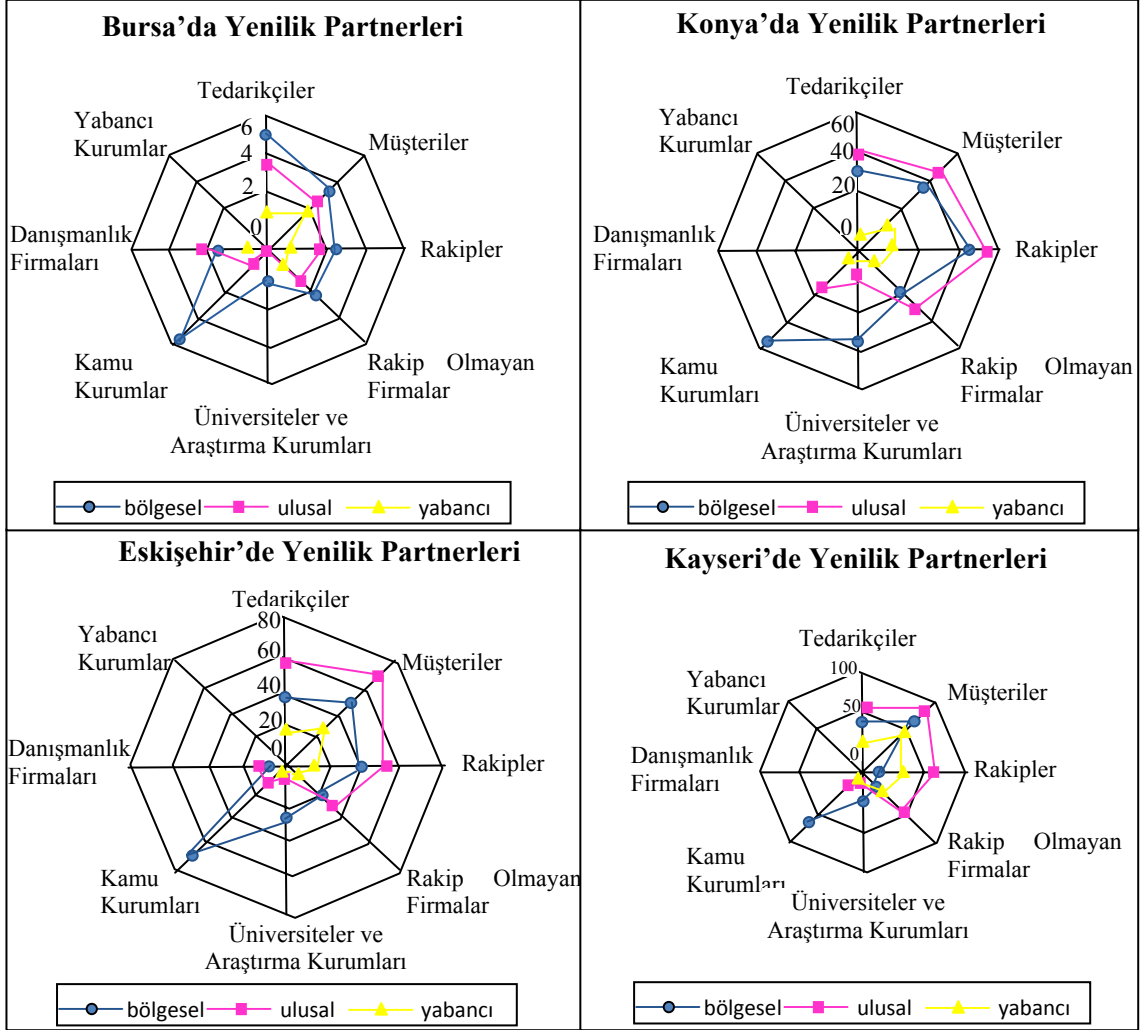 Bursa’da Yenilik Partnerleri
Tedarikçiler
Yabancı
Kurumlar
Müşteriler
6
4
2
0
Danışmanlık
Firmaları
Rakipler
Kamu
Kurumlar
Rakip Olmayan
Firmalar
Üniversiteler ve
Araştırma Kurumları
bölgesel ulusal yabancı
Konya’da Yenilik Partnerleri
Tedarikçiler
Yabancı
Kurumlar
Müşteriler
60
40
20
0
Danışmanlık
Firmaları
Rakipler
Kamu
Kurumları
Rakip Olmayan
Firmalar
Üniversiteler ve
Araştırma Kurumları
bölgesel ulusal yabancı
Eskişehir’de Yenilik Partnerleri
Tedarikçiler
Yabancı
Kurumlar
Müşteriler
80
60
40
20
0
Danışmanlık
Firmaları
Rakipler
Kamu
Kurumları
Rakip Olmayan
Firmalar
Üniversiteler ve
Araştırma Kurumları
bölgesel ulusal yabancı
Kayseri’de Yenilik Partnerleri
Tedarikçiler
Yabancı
Kurumlar
Müşteriler
100
50
0
Danışmanlık
Firmaları
Rakipler
Kamu
Kurumları
Rakip Olmayan
Firmalar
Üniversiteler ve
Araştırma Kurumları
bölgesel ulusal yabancı